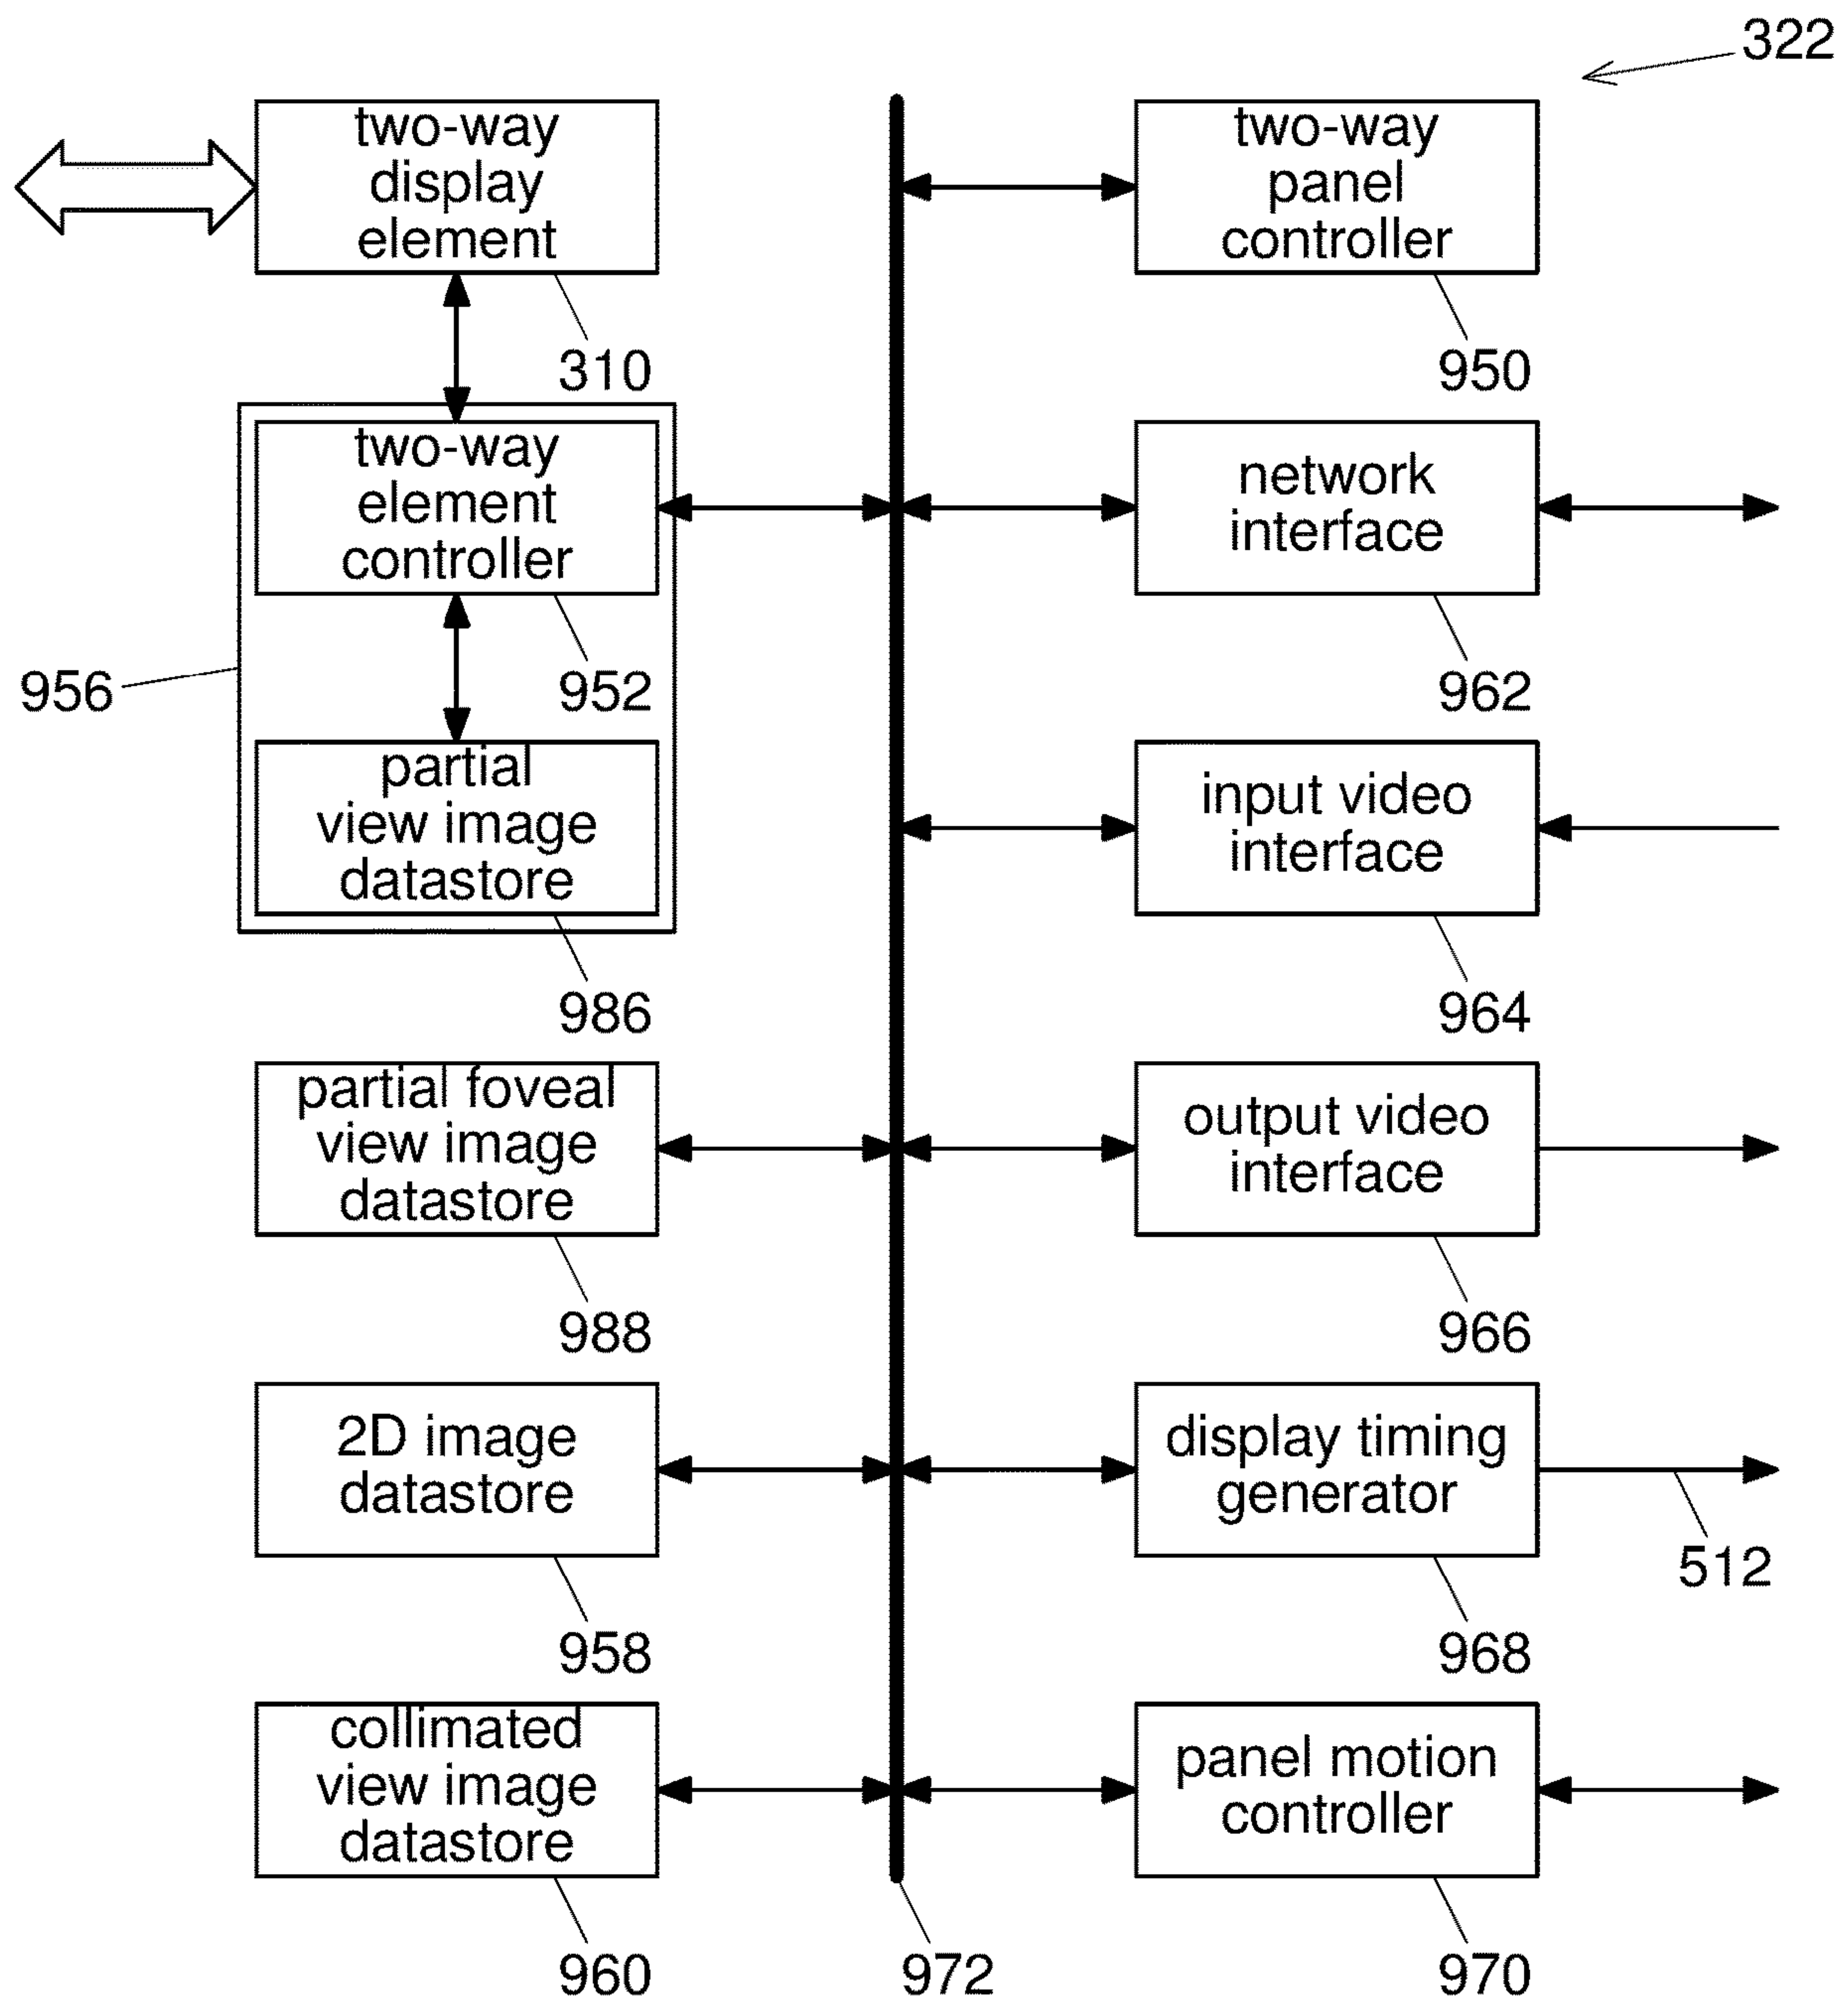 322
two-way
display
element
310
two-way
panel
controller
950
two-way
element
controller
952
956
network
interface
962
partial
view image
datastore
986
input video
interface
964
partial foveal
view image
datastore
988
output video
interface
966
2D image
datastore
958
display timing
generator
968
512
collimated
view image
datastore
960
972
panel motion
controller
970